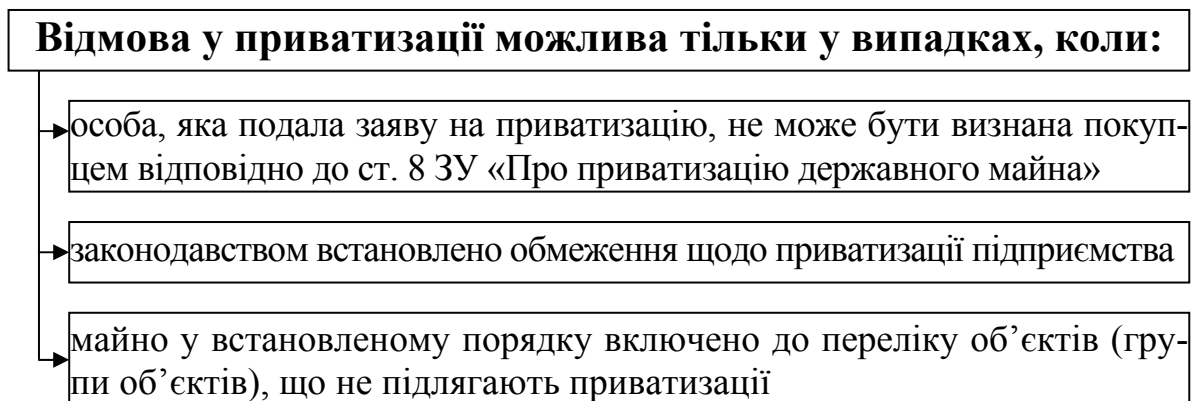 Відмова у приватизації можлива тільки у випадках, коли:
особа, яка подала заяву на приватизацію, не може бути визнана покуп-
цем відповідно до ст. 8 ЗУ «Про приватизацію державного майна»
законодавством встановлено обмеження щодо приватизації підприємства
майно у встановленому порядку включено до переліку об’єктів (гру-
пи об’єктів), що не підлягають приватизації